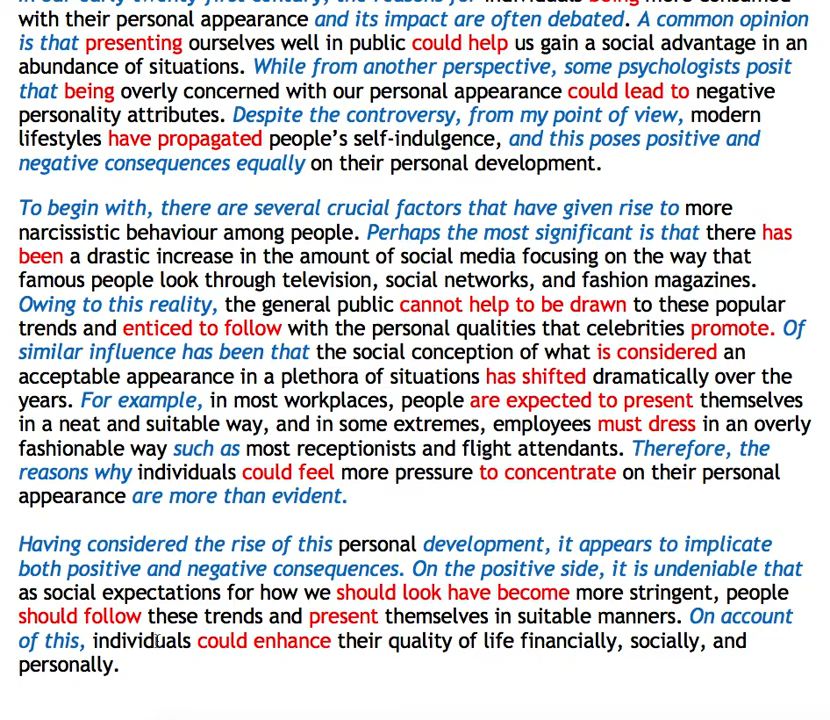 In our early twenty-first century, the reasons for individuals being more consumed
with their personal appearance and its impact are often debated. A common opinion
is that presenting ourselves well in public could help us gain a social advantage in an
abundance of situations. While from another perspective, some psychologists posit
that being overly concerned with our personal appearance could lead to negative
personality attributes. Despite the controversy, from my point of view, modern
lifestyles have propagated people's self-indulgence, and this poses positive and
negative consequences equally on their personal development.
To begin with, there are several crucial factors that have given rise to more
narcissistic behaviour among people. Perhaps the most significant is that there has
been a drastic increase in the amount of social media focusing on the way that
famous people look through television, social networks, and fashion magazines.
Owing to this reality, the general public cannot help to be drawn to these popular
trends and enticed to follow with the personal qualities that celebrities promote. Of
similar influence has been that the social conception of what is considered an
acceptable appearance in a plethora of situations has shifted dramatically over the
years. For example, in most workplaces, people are expected to present themselves
in a neat and suitable way, and in some extremes, employees must dress in an overly
fashionable way such as most receptionists and flight attendants. Therefore, the
reasons why individuals could feel more pressure to concentrate on their personal
appearance are more than evident.
Having considered the rise of this personal development, it appears to implicate
both positive and negative consequences. On the positive side, it is undeniable that
as social expectations for how we should look have become more stringent, people
should follow these trends and present themselves in suitable manners. On account
of this, individuals could enhance their quality of life financially, socially, and
personally.